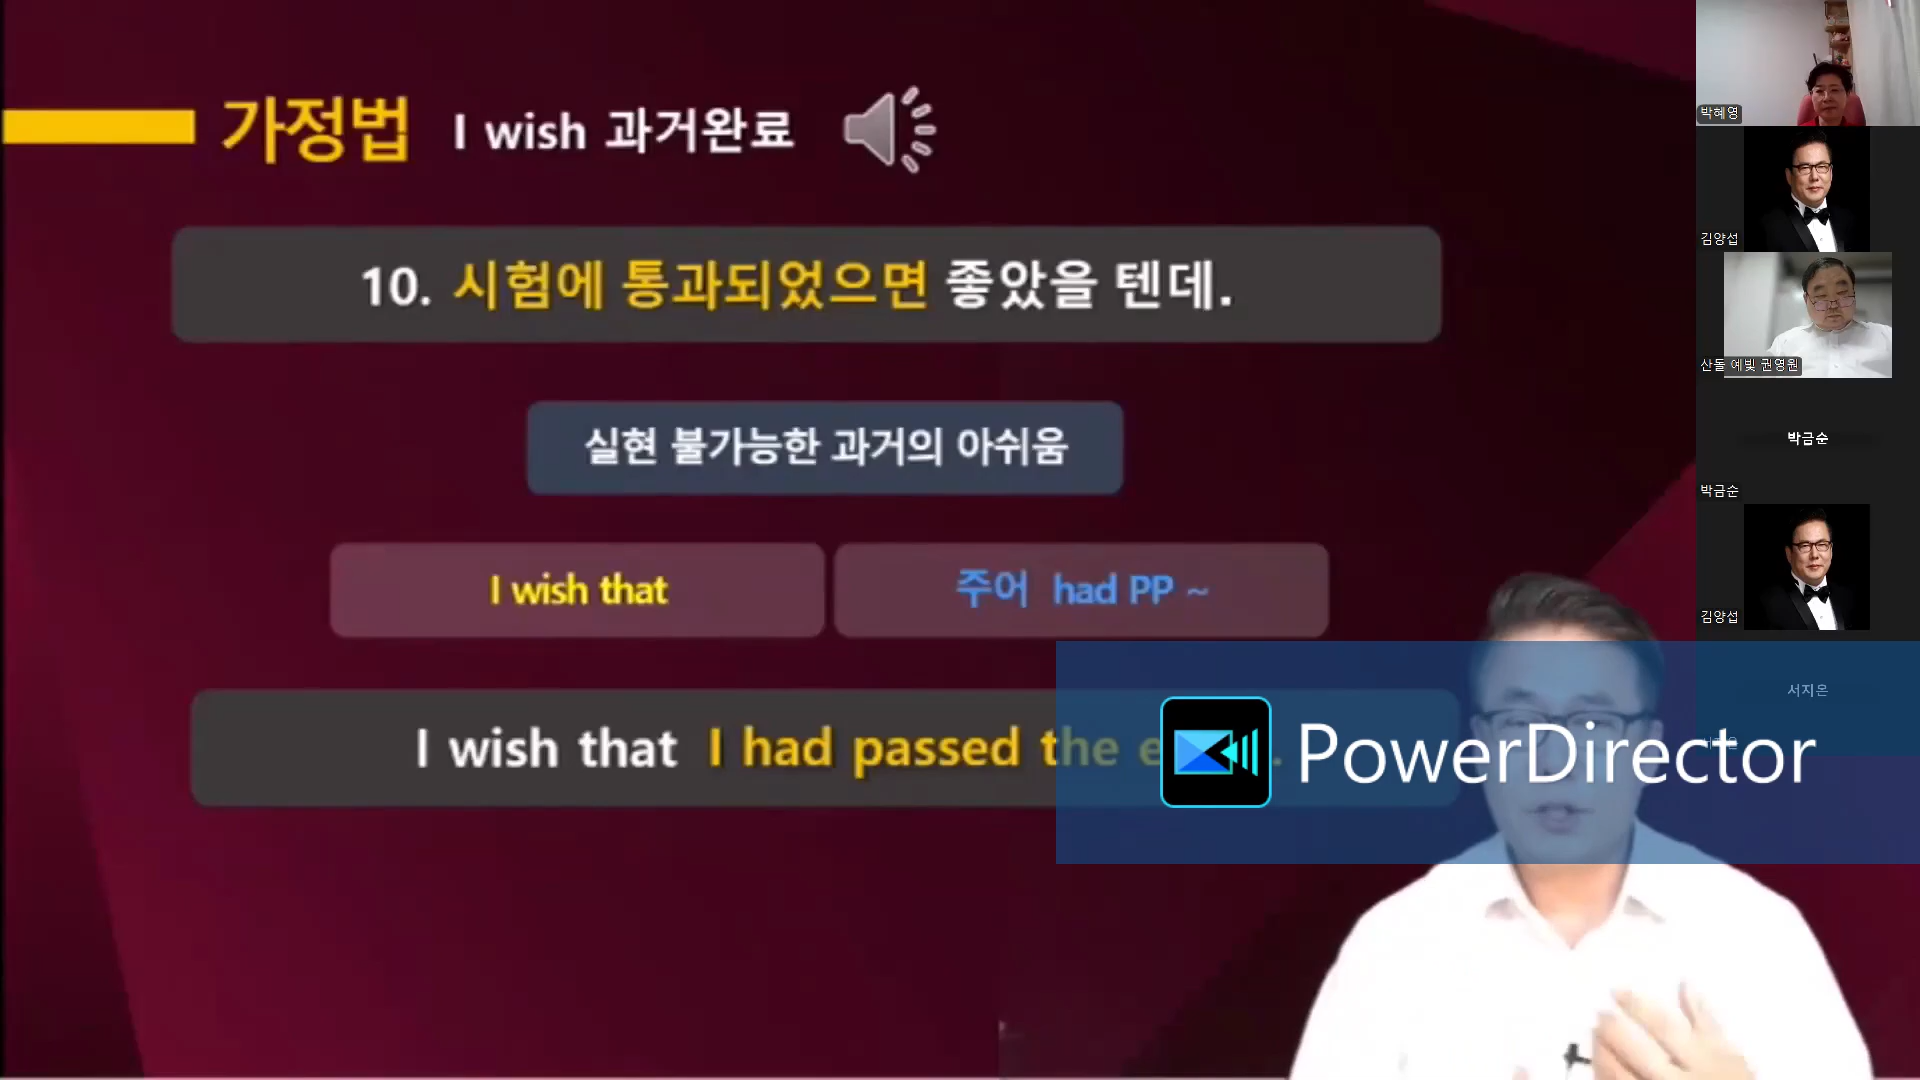 가정법 I wish 과거완료
10. 시험에 통과되었으면 좋았을 텐데.
실현 불가능한 과거의 아쉬움
I wish that
주어 had PP ~
I wish that I had passed the
PowerDirector
박혜영
김양섭
산돌 예빛 권영원
박금순
박금순
김양섭
서지온